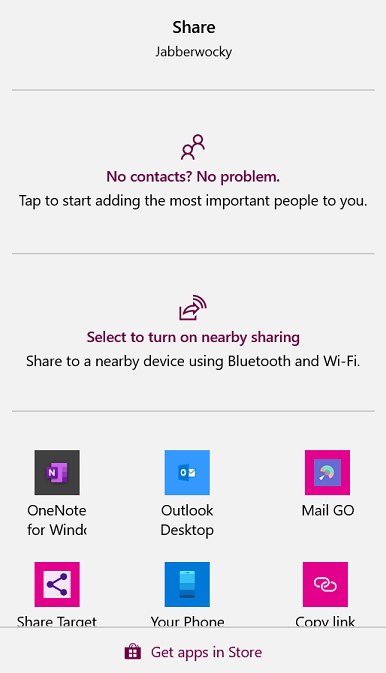 Share
Jabberwocky
No contacts? No problem.
Tap to start adding the most important people to you.
Select to turn on nearby sharing
Share to a nearby device using Bluetooth and Wi-Fi.
OneNote
for Windo
Outlook
Desktop
Mail GO
Share Target
Your Phone
Copy link
Get apps in Store